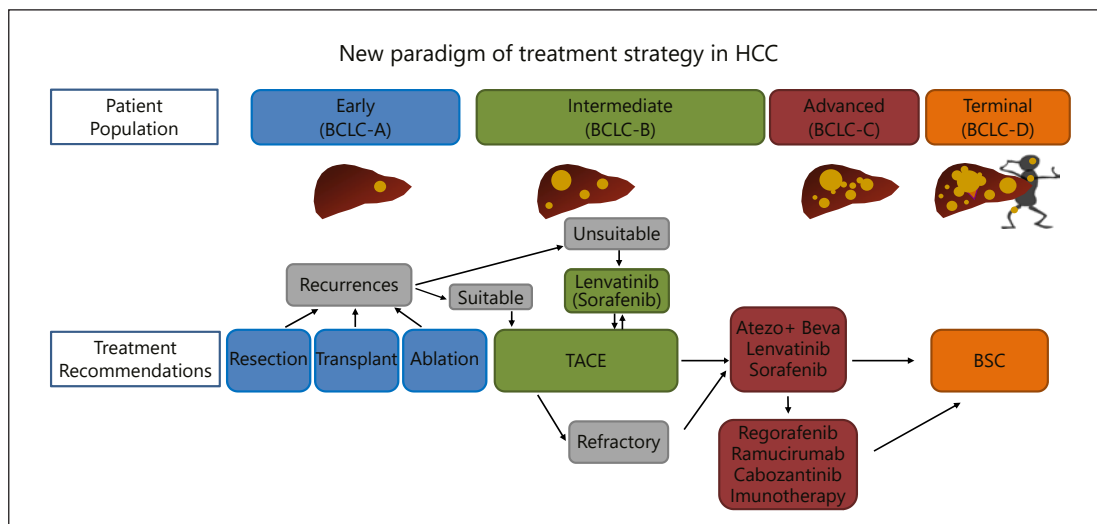 New paradigm of treatment strategy in HCC
Patient
Population
Early
(BCLC-A)
Intermediate
(BCLC-B)
Advanced
(BCLC-C)
Terminal
(BCLC-D)
Unsuitable
Recurrences
Suitable
Lenvatinib
(Sorafenib)
Treatment
Recommendations
Resection
Transplant
Ablation
TACE
Atezo+ Beva
Lenvatinib
Sorafenib
BSC
Refractory
Regorafenib
Ramucirumab
Cabozantinib
Imunotherapy